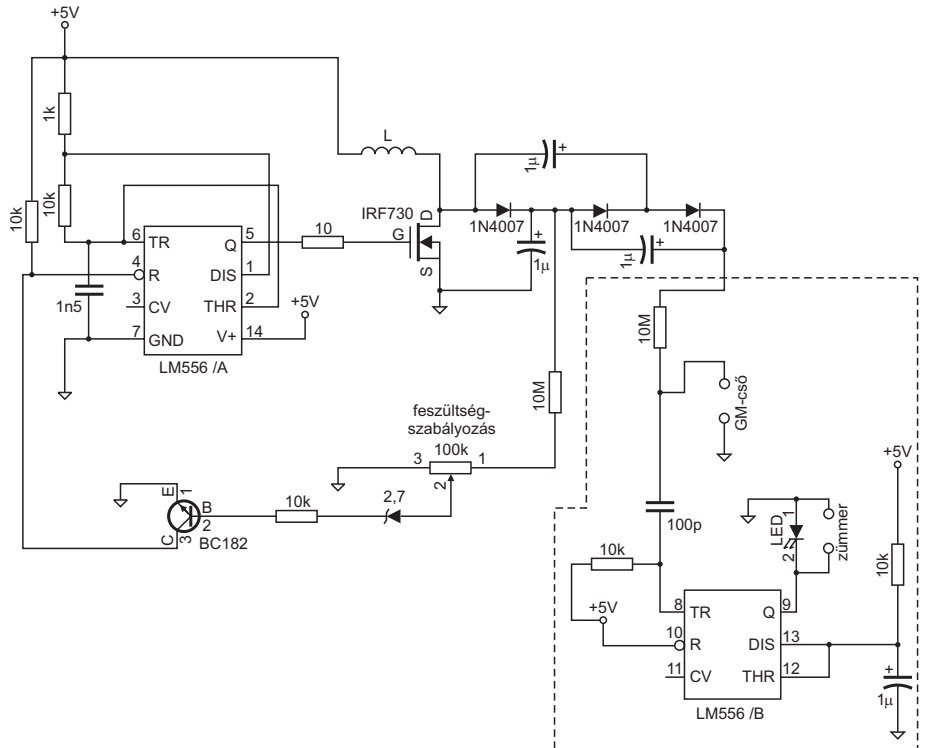 +5V
1k
L
10k
10k
1μ
+
IRF730
D
G
S
1N4007
1N4007
1N4007
10
+
1μ
+
1μ
6
TR
Q
5
4
R
DIS
1
3
CV
THR
2
7
GND
V+
14
1n5
+5V
LM556 /A
10M
10M
GM-cső
feszültség-
szabályozás
100k
3
1
2
+5V
E
1
B
2
C
3
BC182
10k
2,7
100p
LED
1
2
zümmer
10k
10k
+5V
8
TR
Q
9
10
R
DIS
13
11
CV
THR
12
+
1μ
LM556 /B